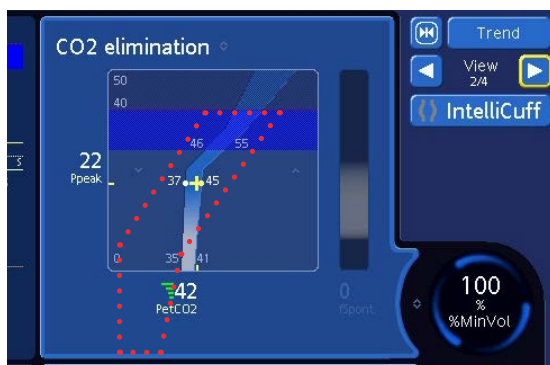 CO2 elimination
50
40
46 55
22
Ppeak
37 45
0 35 41
42
PetCO2
0
fSpont
Trend
View
2/4
IntelliCuff
100
%
%MinVol
s